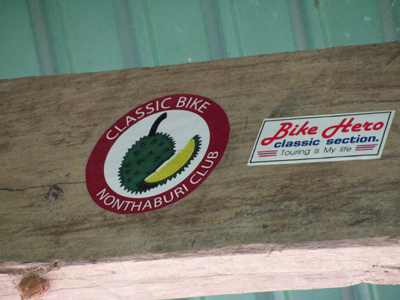 CLASSIC BIKE
NONTHABURI CLUB
Bike Hero
classic section.
Touring Is My life